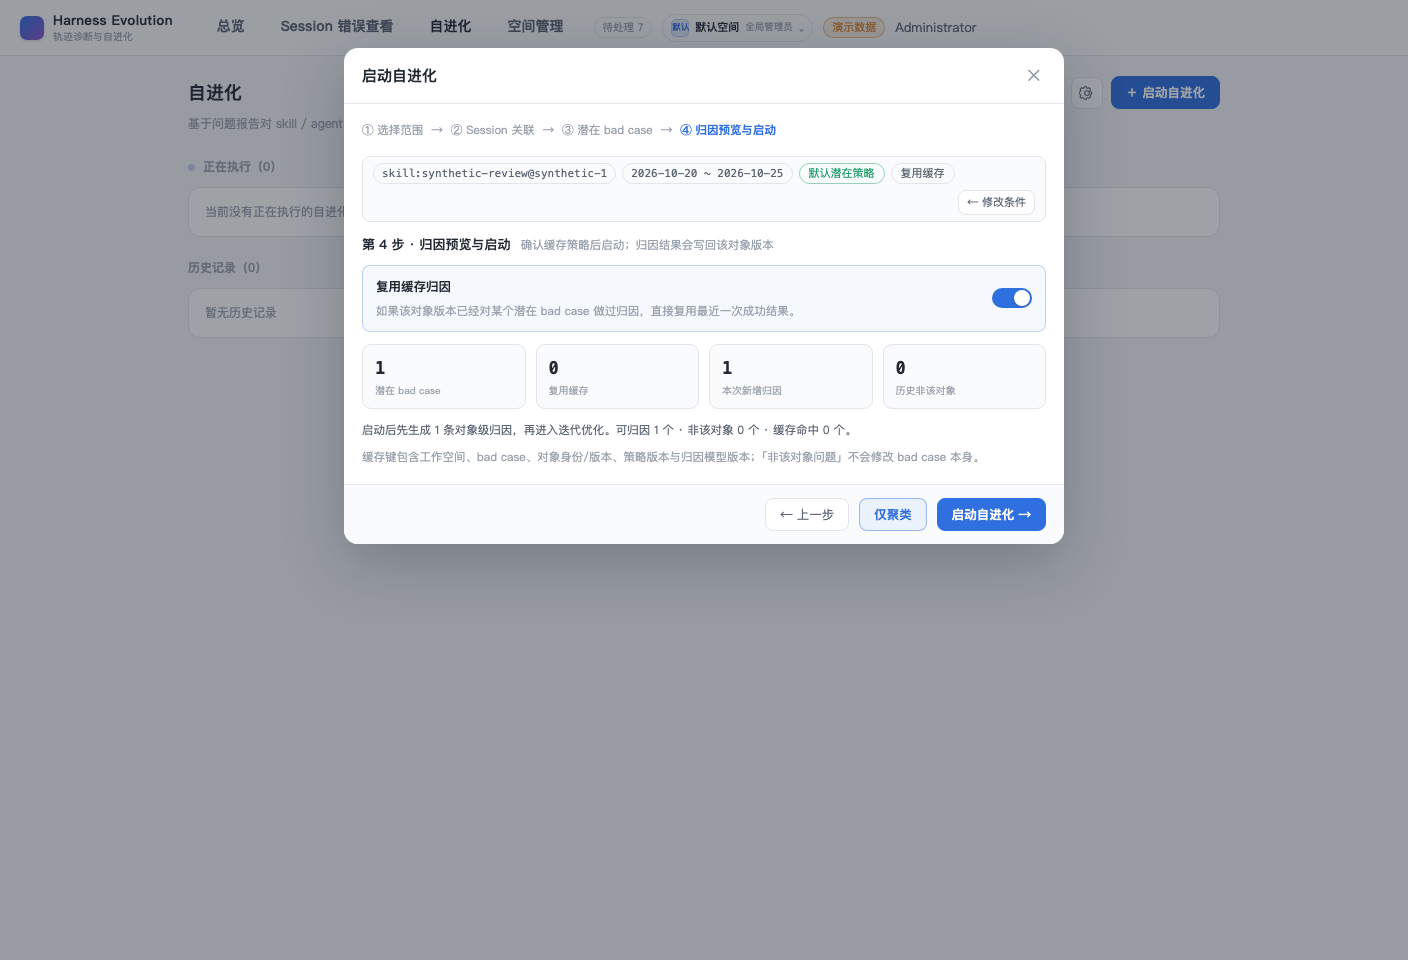 Harness Evolution
轨迹诊断与自进化
总览
Session 错误查看
自进化
空间管理
待处理 7
默认
默认空间
全局管理员
演示数据
Administrator
自进化
基于问题报告对 skill / agent
+ 启动自进化
正在执行（0）
当前没有正在执行的自进化
历史记录（0）
暂无历史记录
启动自进化
① 选择范围 → ② Session 关联 → ③ 潜在 bad case → ④ 归因预览与启动
skill:synthetic-review@synthetic-1
2026-10-20 ~ 2026-10-25
默认潜在策略
复用缓存
← 修改条件
第 4 步 · 归因预览与启动
确认缓存策略后启动；归因结果会写回该对象版本
复用缓存归因
如果该对象版本已经对某个潜在 bad case 做过归因，直接复用最近一次成功结果。
1
潜在 bad case
0
复用缓存
1
本次新增归因
0
历史非该对象
启动后先生成 1 条对象级归因，再进入迭代优化。可归因 1 个 · 非该对象 0 个 · 缓存命中 0 个。
缓存键包含工作空间、bad case、对象身份/版本、策略版本与归因模型版本；「非该对象问题」不会修改 bad case 本身。
← 上一步
仅聚类
启动自进化 →